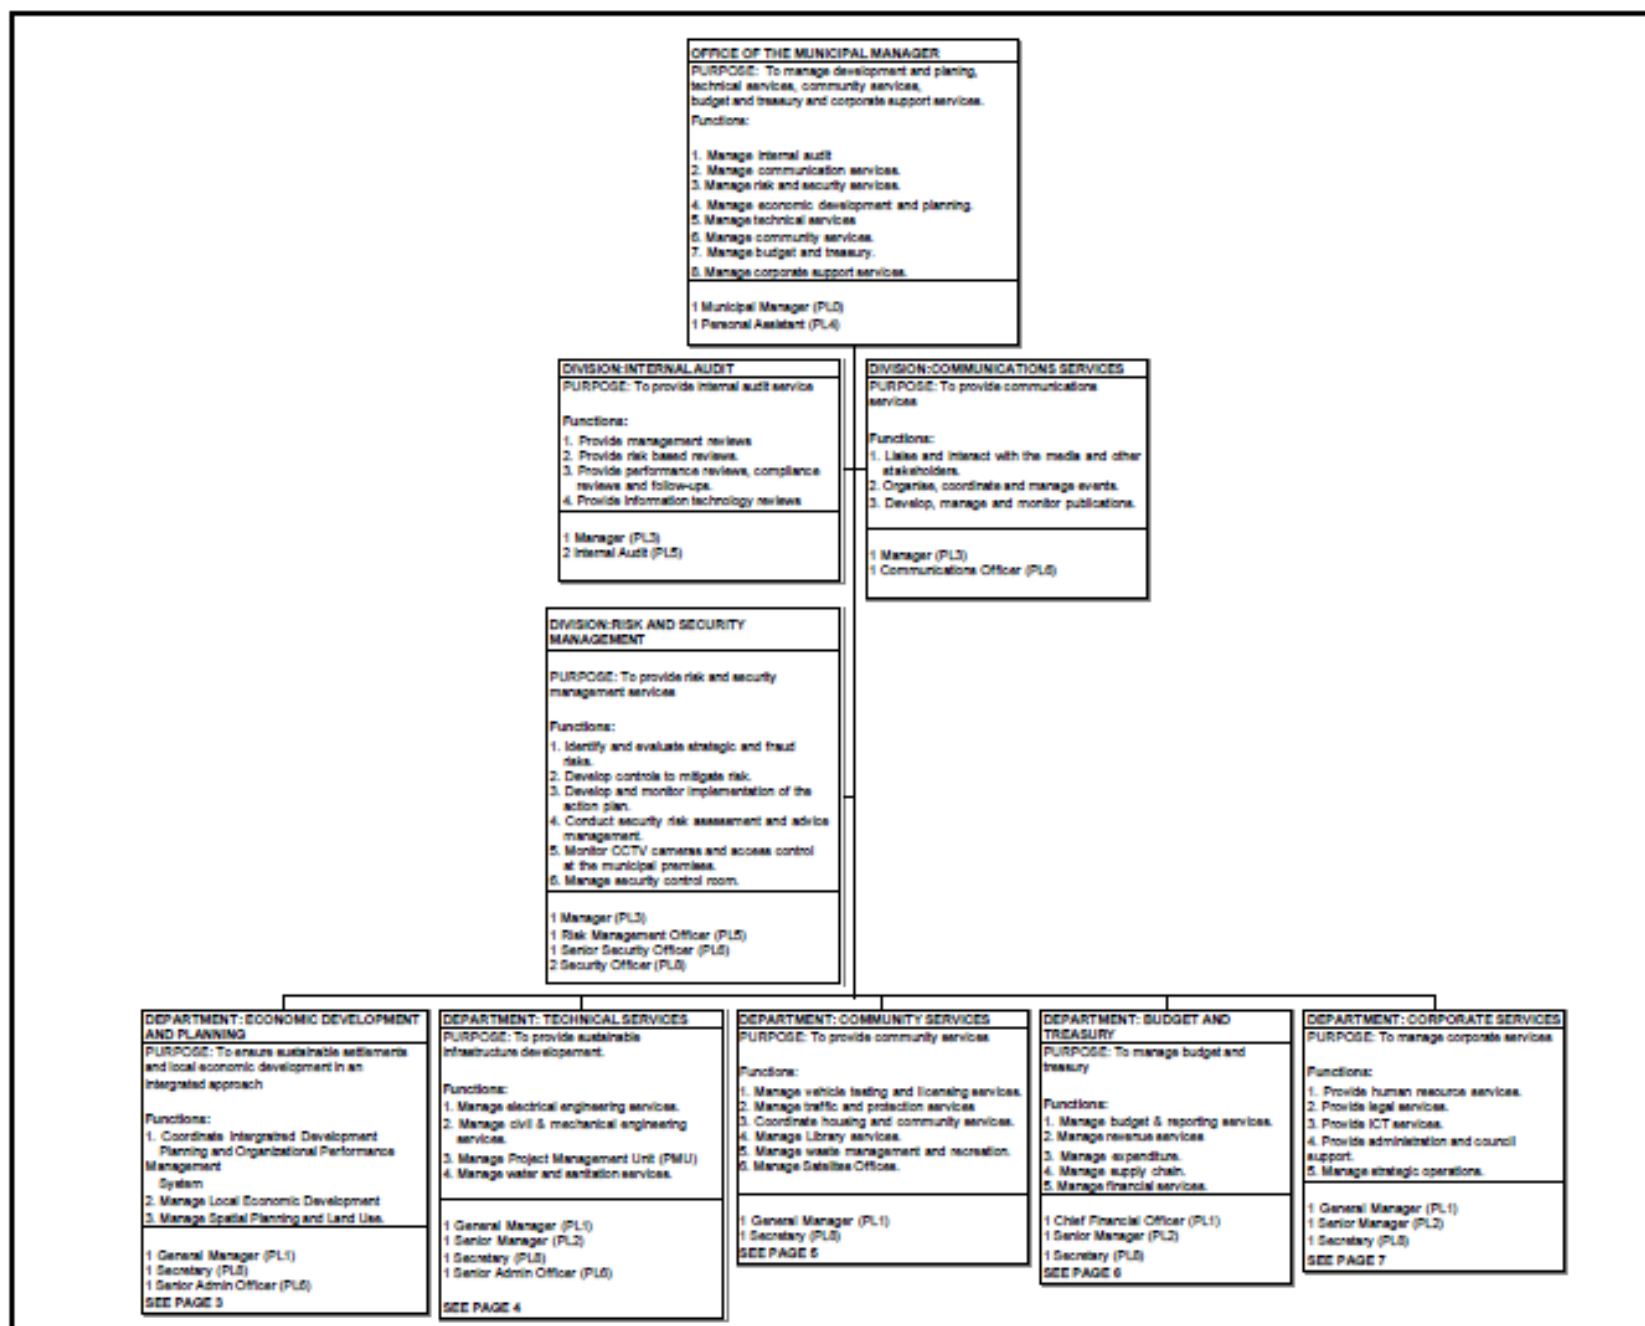 OFFICE OF THE MUNICIPAL MANAGER
PURPOSE: To manage development and planing,
technical services, community services,
budget and treasury and corporate support services.
Functions:
1. Manage internal audit
2. Manage communication services.
3. Manage risk and security services.
4. Manage economic development and planning.
5. Manage technical services
6. Manage community services.
7. Manage budget and treasury.
8. Manage corporate support services.
1 Municipal Manager (PL0)
1 Personal Assistant (PL4)
DIVISION:INTERNAL AUDIT
PURPOSE: To provide internal audit service
Functions:
1. Provide management reviews
2. Provide risk based reviews.
3. Provide performance reviews, compliance
reviews and follow-ups.
4. Provide information technology reviews
1 Manager (PL3)
2 Internal Audit (PL5)
DIVISION:COMMUNICATIONS SERVICES
PURPOSE: To provide communications
services
Functions:
1. Liaise and interact with the media and other
stakeholders.
2. Organise, coordinate and manage events.
3. Develop, manage and monitor publications.
1 Manager (PL3)
1 Communications Officer (PL6)
DIVISION:RISK AND SECURITY
MANAGEMENT
PURPOSE: To provide risk and security
management services
Functions:
1. Identify and evaluate strategic and fraud
risks.
2. Develop controls to mitigate risk.
3. Develop and monitor implementation of the
action plan.
4. Conduct security risk assessment and advice
management.
5. Monitor CCTV cameras and access control
at the municipal premises.
6. Manage security control room.
1 Manager (PL3)
1 Risk Management Officer (PL5)
1 Senior Security Officer (PL6)
2 Security Officer (PL8)
DEPARTMENT: ECONOMIC DEVELOPMENT
AND PLANNING
PURPOSE: To ensure sustainable settlements
and local economic development in an
intergrated approach
Functions:
1. Coordinate Intergratred Development
Planning and Organizational Performance
Management
System
2. Manage Local Economic Development
3. Manage Spatial Planning and Land Use.
1 General Manager (PL1)
1 Secretary (PL8)
1 Senior Admin Officer (PL6)
SEE PAGE 3
DEPARTMENT: TECHNICAL SERVICES
PURPOSE: To provide sustainable
infrastructure developement.
Functions:
1. Manage electrical engineering services.
2. Manage civil & mechanical engineering
services.
3. Manage Project Management Unit (PMU)
4. Manage water and sanitation services.
1 General Manager (PL1)
1 Senior Manager (PL2)
1 Secretary (PL8)
1 Senior Admin Officer (PL6)
SEE PAGE 4
DEPARTMENT: COMMUNITY SERVICES
PURPOSE: To provide community services
Functions:
1. Manage vehicle testing and licensing services.
2. Manage traffic and protection services
3. Coordinate housing and community services.
4. Manage Library services.
5. Manage waste management and recreation.
6. Manage Satelites Offices.
1 General Manager (PL1)
1 Secretary (PL8)
SEE PAGE 5
DEPARTMENT: BUDGET AND
TREASURY
PURPOSE: To manage budget and
treasury
Functions:
1. Manage budget & reporting services.
2. Manage revenue services
3. Manage expenditure.
4. Manage supply chain.
5. Manage financial services.
1 Chief Financial Officer (PL1)
1 Senior Manager (PL2)
1 Secretary (PL8)
SEE PAGE 6
DEPARTMENT: CORPORATE SERVICES
PURPOSE: To manage corporate services
Functions:
1. Provide human resource services.
2. Provide legal services.
3. Provide ICT services.
4. Provide administration and council
support.
5. Manage strategic operations.
1 General Manager (PL1)
1 Senior Manager (PL2)
1 Secretary (PL8)
SEE PAGE 7